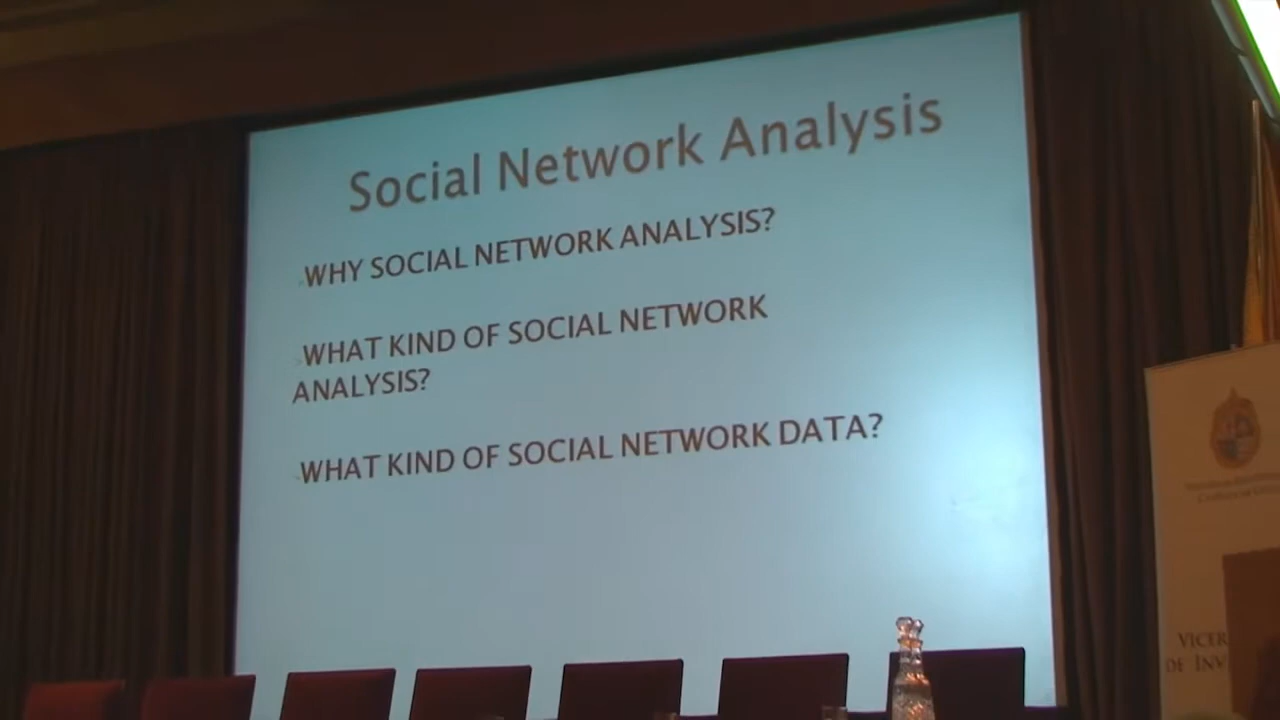 Social Network Analysis
WHY SOCIAL NETWORK ANALYSIS?
WHAT KIND OF SOCIAL NETWORK
ANALYSIS?
WHAT KIND OF SOCIAL NETWORK DATA?
VICER
DE INV